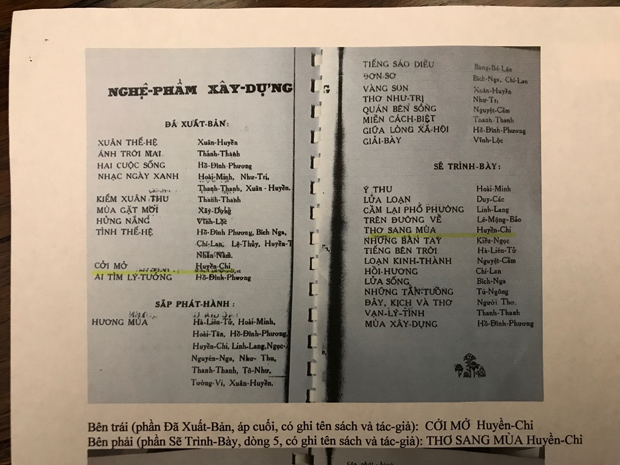 NGHỆ-PHẨM XÂY-DỰNG
ĐÃ XUẤT-BẢN:
XUÂN THẾ-HỆ Xuân-Huyền
ÁNH TRỜI MAI Thanh-Thanh
HAI CUỘC SỐNG Hồ-Đình-Phương
NHẠC NGÀY XANH Hoài-Minh, Như-Trị,
Thanh-Thanh, Xuân-Huyền.
KIẾM XUÂN THU Thanh-Thanh
MÙA GẶT MỚI Xây-Dựng
HỪNG NẮNG Vĩnh-Lộc
TÌNH THẾ-HỆ Hồ-Đình Phương, Bích Nga,
Chí-Lan, Lệ-Thủy, Huyền-T
Nhẫn-Nam.
CỞI MỞ Huyền-Chi
AI TÌM LÝ-TƯỞNG Hồ-Đình-Phương
SẮP PHÁT-HÀNH:
HƯƠNG MÙA Hà-Liên-Tử, Hoài-Minh,
Hoài-Tân, Hồ-Đình-Phương,
Huyền-Chi, Linh-Lang, Ngọc-
Nguyên-Nga, Như-Thu,
Thanh-Thanh, Tô-Như,
Tường-Vi, Xuân-Huyền.
G
TIẾNG SÁO DIỀU Bàng-Bá-Lân
ĐƠN-SƠ Bích-Nga, Chí-Lan
VÀNG SON Xuân-Huyền
THƠ NHƯ-TRỊ Như-Trị
QUÁN BẾN SÔNG Nguyệt-Cầm
MIỀN CÁCH-BIỆT Thanh-Thanh
GIỮA LÒNG XÃ-HỘI Hồ-Đình-Phương
GIẢI-BÀY Vĩnh-Lộc
SẼ TRÌNH-BÀY:
Ý THU Hoài-Minh
LỬA LOẠN Duy-Các
CẦM LẠI PHỐ PHƯỜNG Linh-Lang
TRÊN ĐƯỜNG VỀ Lê-Mộng-Bảo
THƠ SANG MÙA Huyền-Chi
NHỮNG BÀN TAY Kiều-Ngọc
TIẾNG BÊN TRỜI Hà-Liên-Tử
LOẠN KINH-THÀNH Nguyệt-Cầm
HỒI-HƯƠNG Chí-Lan
LỬA SỐNG Bích-Nga
NHỮNG TẦN-TUỒNG Tú-Ngông
ĐÂY, KỊCH VÀ THƠ Người Thơ.
VẠN-LÝ-TÌNH Thanh-Thanh
MÙA XÂY-DỰNG Hồ-Đình-Phương
Bên trái (phần Đã Xuất-Bản, áp cuối, có ghi tên sách và tác-giả): CỞI MỞ Huyền-Chi
Bên phải (phần Sẽ Trình-Bày, dòng 5, có ghi tên sách và tác-giả): THƠ SANG MÙA Huyền-Chi